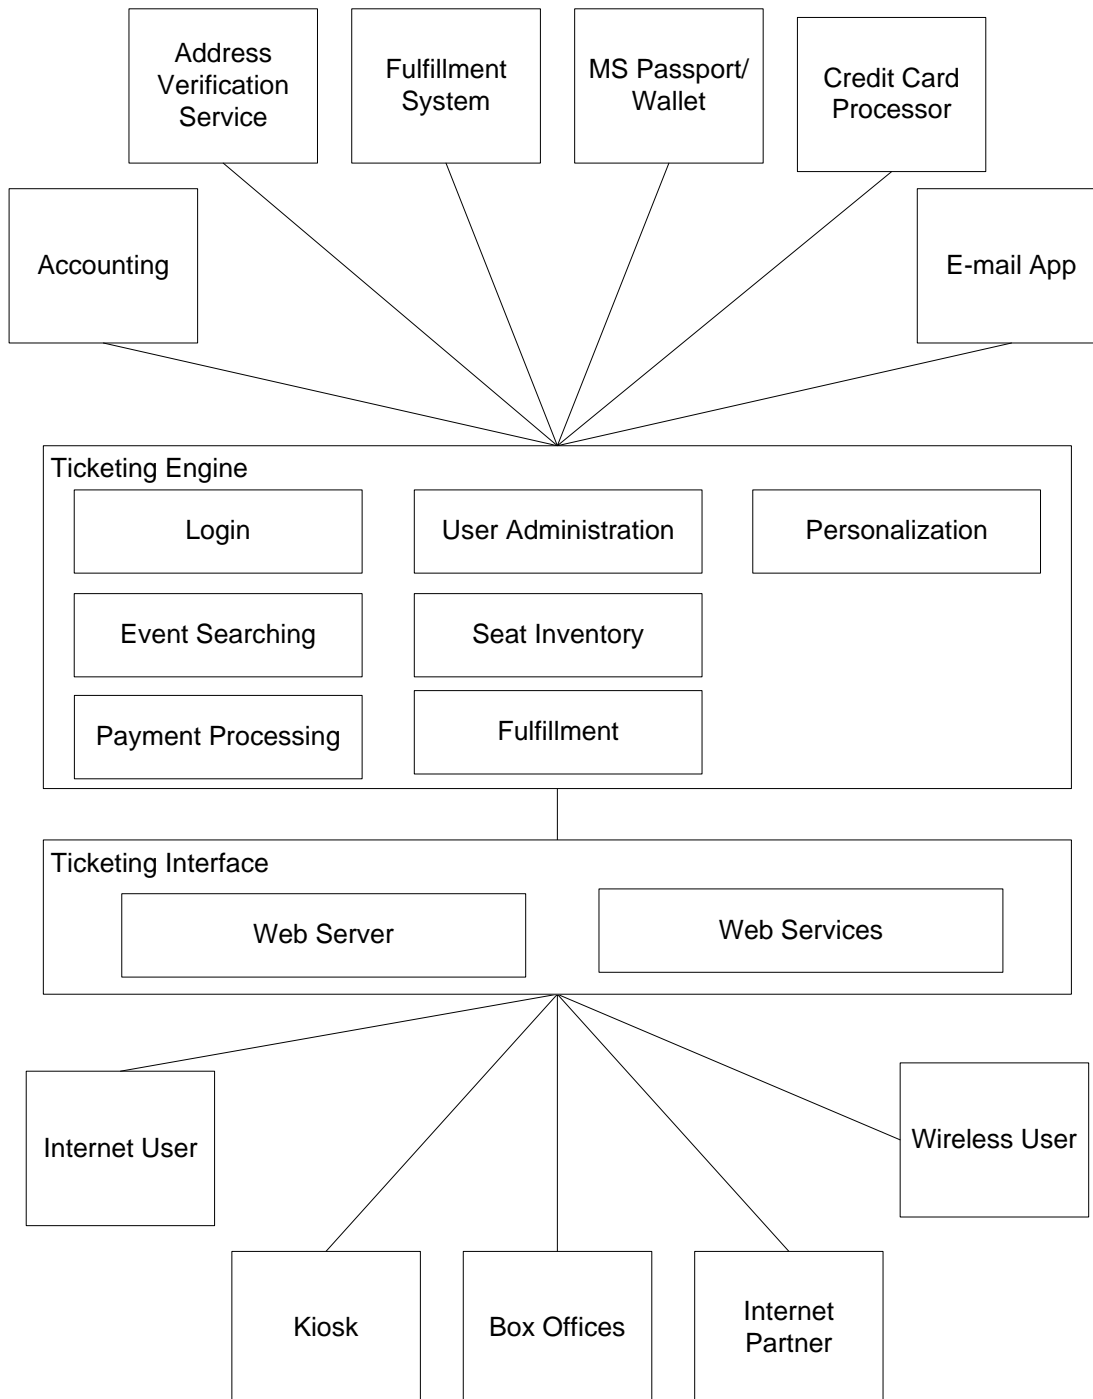 Address
Verification
Service
Fulfillment
System
MS Passport/
Wallet
Credit Card
Processor
Accounting
E-mail App
Ticketing Engine
Login
User Administration
Personalization
Event Searching
Seat Inventory
Payment Processing
Fulfillment
Ticketing Interface
Web Server
Web Services
Internet User
Wireless User
Kiosk
Box Offices
Internet
Partner